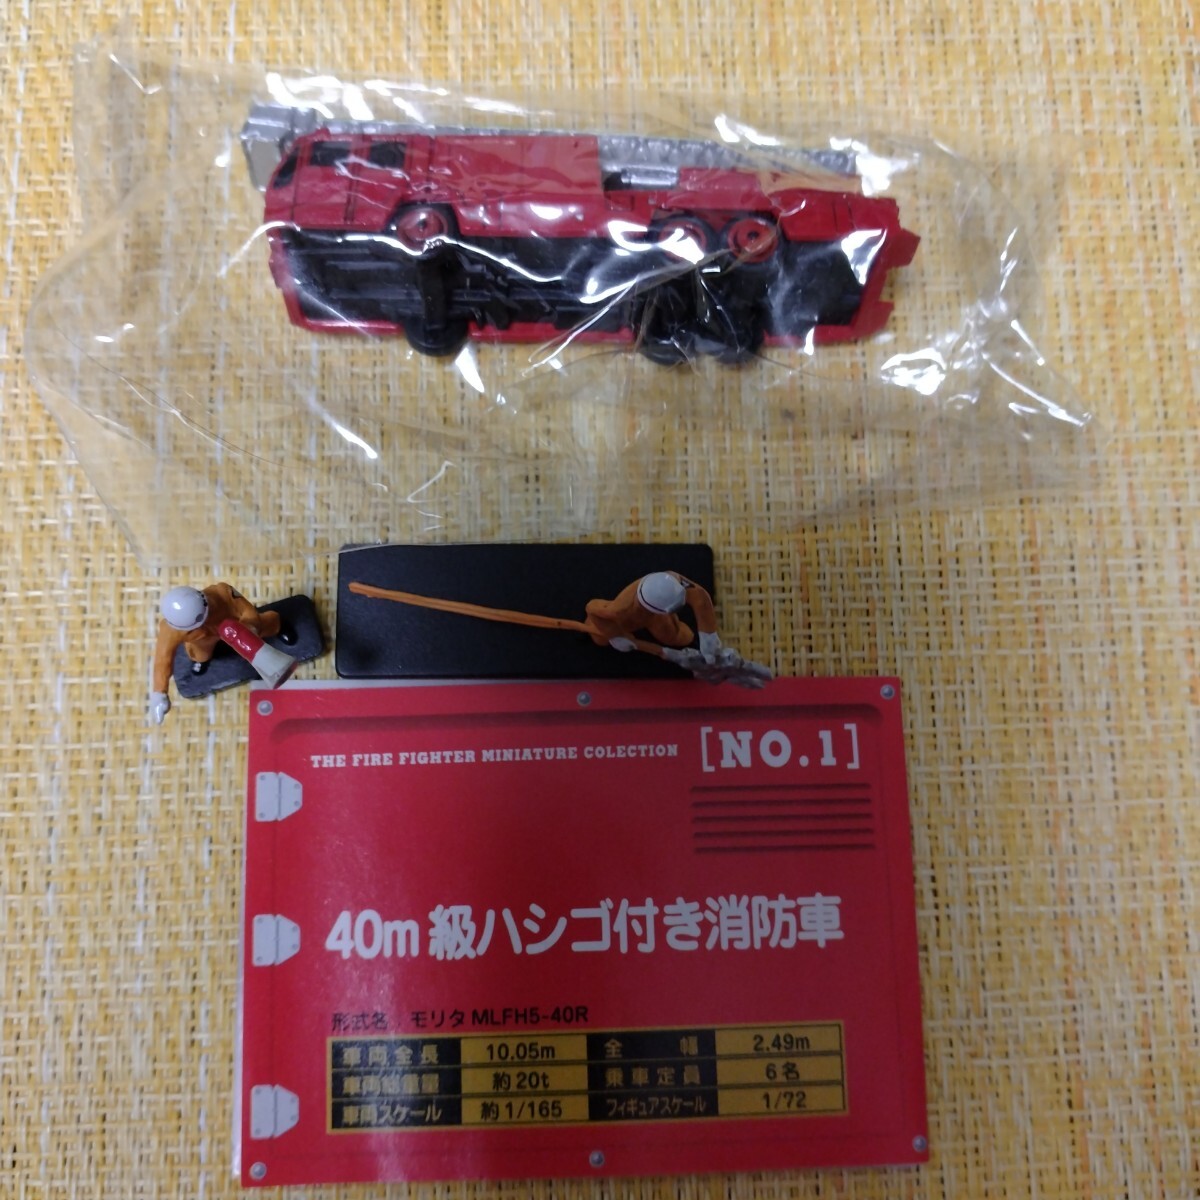 THE FIRE FIGHTER MINIATURE COLECTION [NO.1]
40m級ハシゴ付き消防車
形式名 モリタ MLFH5-40R
車両全長 10.05m 全幅 2.49m
車両総重量 約20t 乗車定員 6名
車両スケール 約1/165 フィギュアスケール 1/72